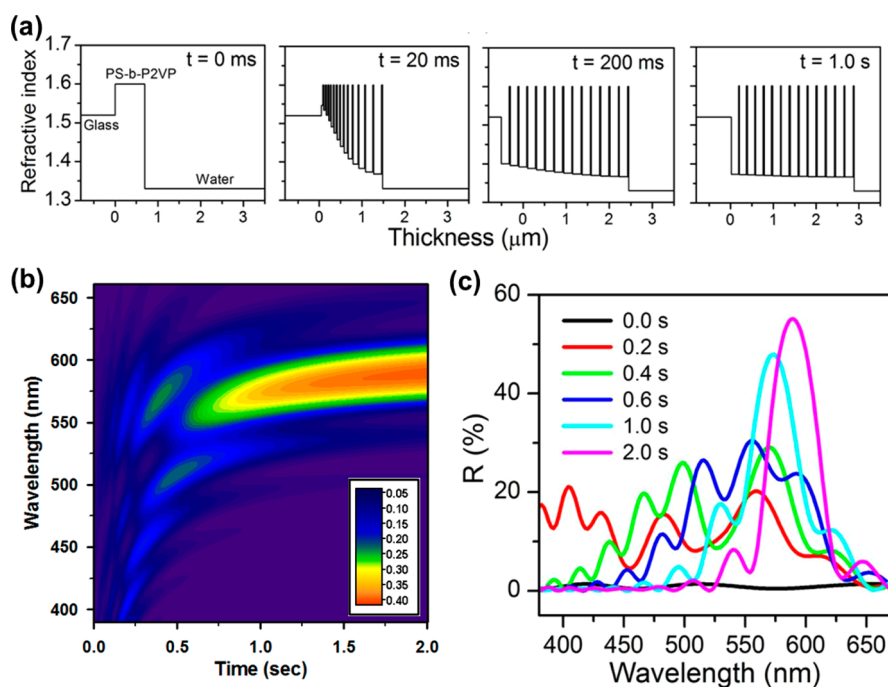 (a)
Refractive index
1.7
1.6
1.5
1.4
1.3
t = 0 ms
PS-b-P2VP
Glass
Water
0 1 2 3
t = 20 ms
0 1 2 3
t = 200 ms
0 1 2 3
t = 1.0 s
0 1 2 3
Thickness (μm)
(b)
Wavelength (nm)
650
600
550
500
450
400
0.05
0.10
0.15
0.20
0.25
0.30
0.35
0.40
0.0 0.5 1.0 1.5 2.0
Time (sec)
(c)
R (%)
60
40
20
0
0.0 s
0.2 s
0.4 s
0.6 s
1.0 s
2.0 s
400 450 500 550 600 650
Wavelength (nm)